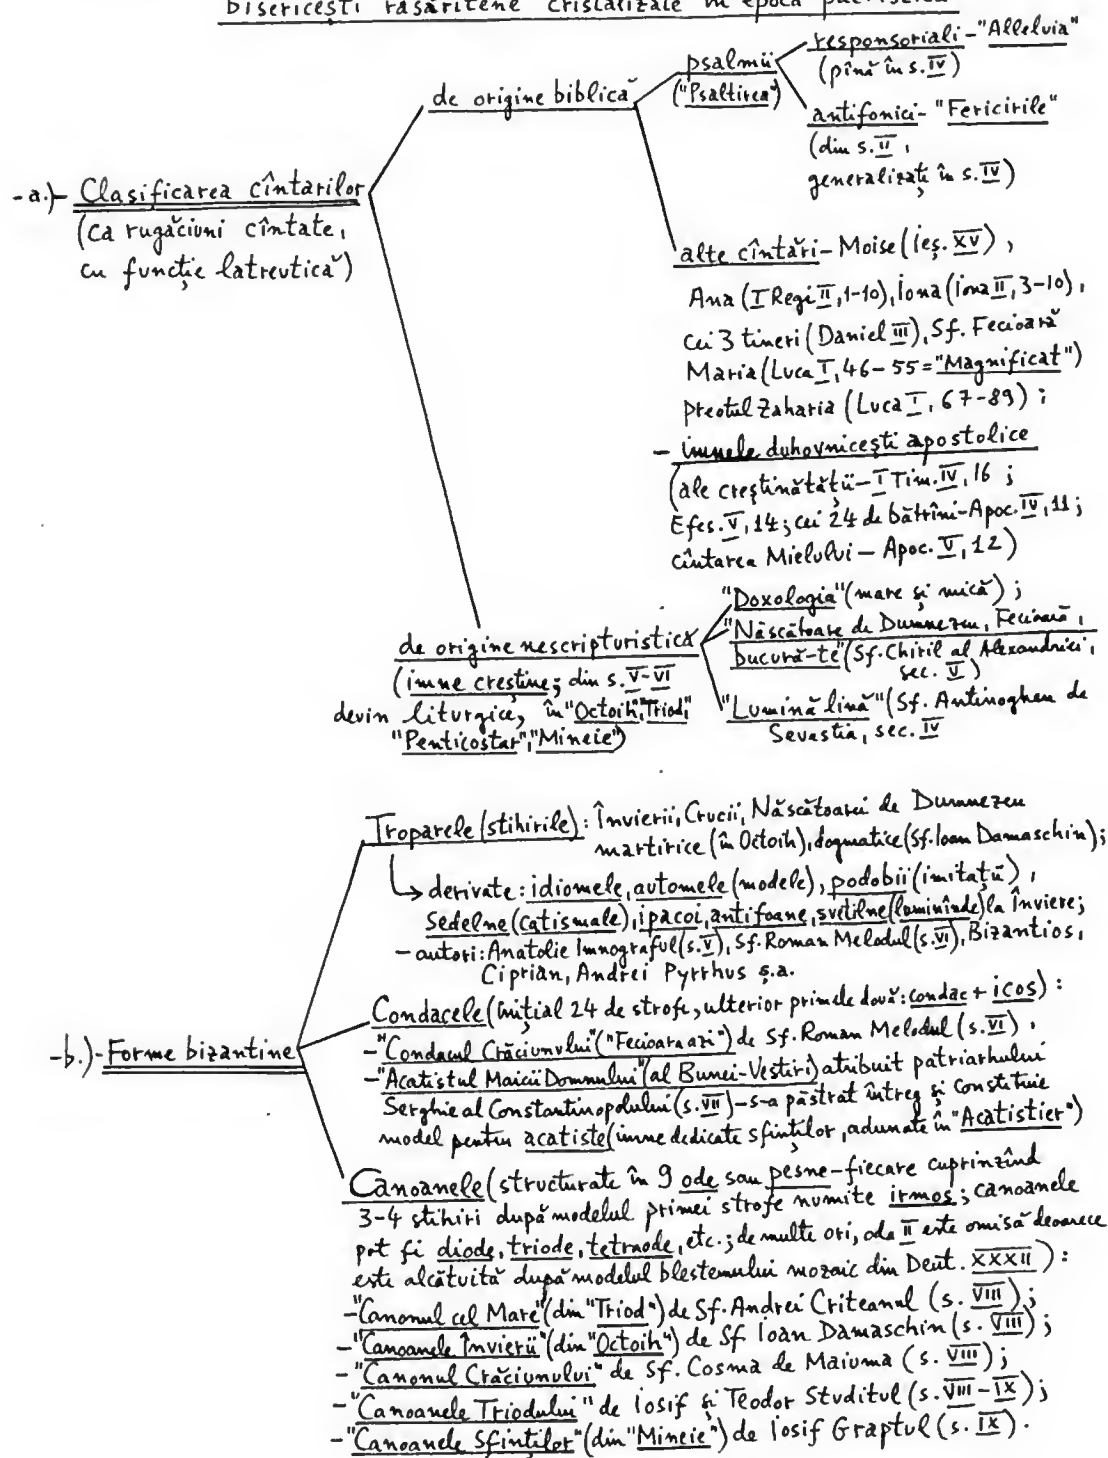 bisericești răsăritene cristalizate în epoca patristică
-a.)- Clasificarea cîntărilor
(ca rugăciuni cîntate,
cu funcție latreutică)
de origine biblică
psalmii
("Psaltirea")
responsoriali - "Alleluia"
(pînă în s. IV)
antifonici - "Fericirile"
(din s. II,
generalizați în s. IV)
alte cîntări - Moise (Ieș. XV),
Ana (I Regi II, 1-10), Iona (Iona II, 3-10),
cei 3 tineri (Daniel III), Sf. Fecioară
Maria (Luca I, 46-55 = "Magnificat")
preotul Zaharia (Luca I, 67-89);
- imnele duhovnicești apostolice
(ale creștinătății - I Tim. IV, 16;
Efes. V, 14; cei 24 de bătrîni - Apoc. IV, 11;
cîntarea Mielului - Apoc. V, 12)
de origine nescripturistică
(imne creștine; din s. V-VI
devin liturgice, în "Octoih", "Triod",
"Penticostar", "Mineie")
"Doxologia" (mare și mică);
"Născătoare de Dumnezeu, Fecioară,
bucură-te" (Sf. Chiril al Alexandriei,
sec. V)
"Lumină lină" (Sf. Antinoghen de
Sevastia, sec. IV
-b.)- Forme bizantine
Troparele (stihirile): Învierii, Crucii, Născătoarei de Dumnezeu
martirice (în Octoih), dogmatice (Sf. Ioan Damaschin);
→ derivate: idiomele, automele (modele), podobii (imitații),
sedelne (catismale), ipacoi, antifoane, svetilne (luminînde) la Înviere;
- autori: Anatolie Imnograful (s. V), Sf. Roman Melodul (s. VI), Bizantios,
Ciprian, Andrei Pyrrhus ș.a.
Condacele (inițial 24 de strofe, ulterior primele două: condac + icos):
- "Condacul Crăciunului" ("Fecioara azi") de Sf. Roman Melodul (s. VI),
- "Acatistul Maicii Domnului" (al Bunei-Vestiri) atribuit patriarhului
Serghie al Constantinopolului (s. VII) - s-a păstrat întreg și constituie
model pentru acatiste (imne dedicate sfinților, adunate în "Acatistier")
Canoanele (structurate în 9 ode sau pesne - fiecare cuprinzînd
3-4 stihiri după modelul primei strofe numite irmos; canoanele
pot fi diode, triode, tetraode, etc.; de multe ori, oda II este omisă deoarece
este alcătuită după modelul blestemului mozaic din Deut. XXXII):
- "Canonul cel Mare" (din "Triod") de Sf. Andrei Criteanul (s. VIII);
- "Canoanele Învierii" (din "Octoih") de Sf Ioan Damaschin (s. VIII);
- "Canonul Crăciunului" de Sf. Cosma de Maiuma (s. VIII);
- "Canoanele Triodului" de Iosif și Teodor Studitul (s. VIII-IX);
- "Canoanele Sfinților" (din "Mineie") de Iosif Graptul (s. IX).